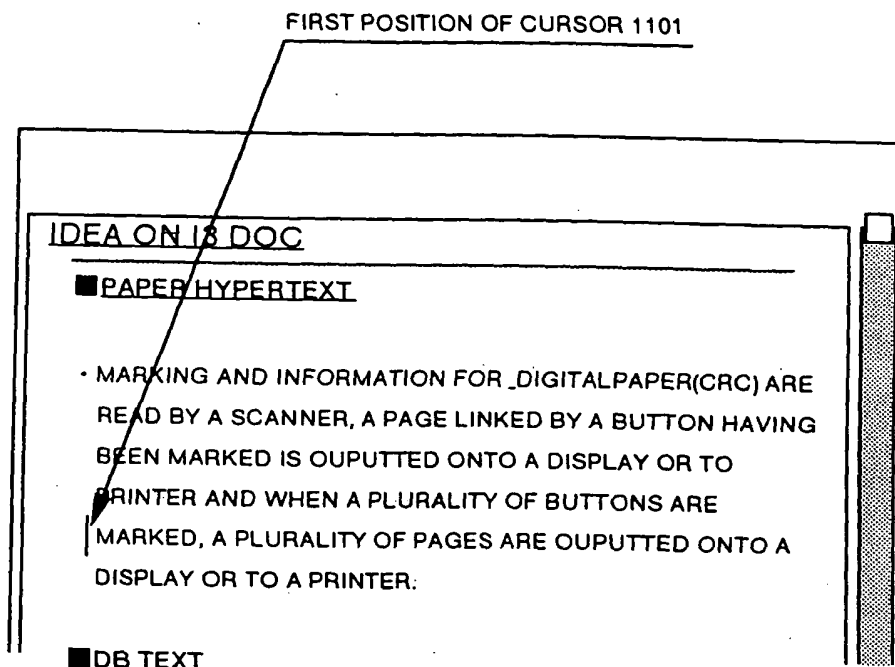 FIRST POSITION OF CURSOR 1101
IDEA ON I3 DOC
■PAPER HYPERTEXT
· MARKING AND INFORMATION FOR _DIGITALPAPER(CRC) ARE
READ BY A SCANNER, A PAGE LINKED BY A BUTTON HAVING
BEEN MARKED IS OUPUTTED ONTO A DISPLAY OR TO
PRINTER AND WHEN A PLURALITY OF BUTTONS ARE
MARKED, A PLURALITY OF PAGES ARE OUPUTTED ONTO A
DISPLAY OR TO A PRINTER.
■DB TEXT